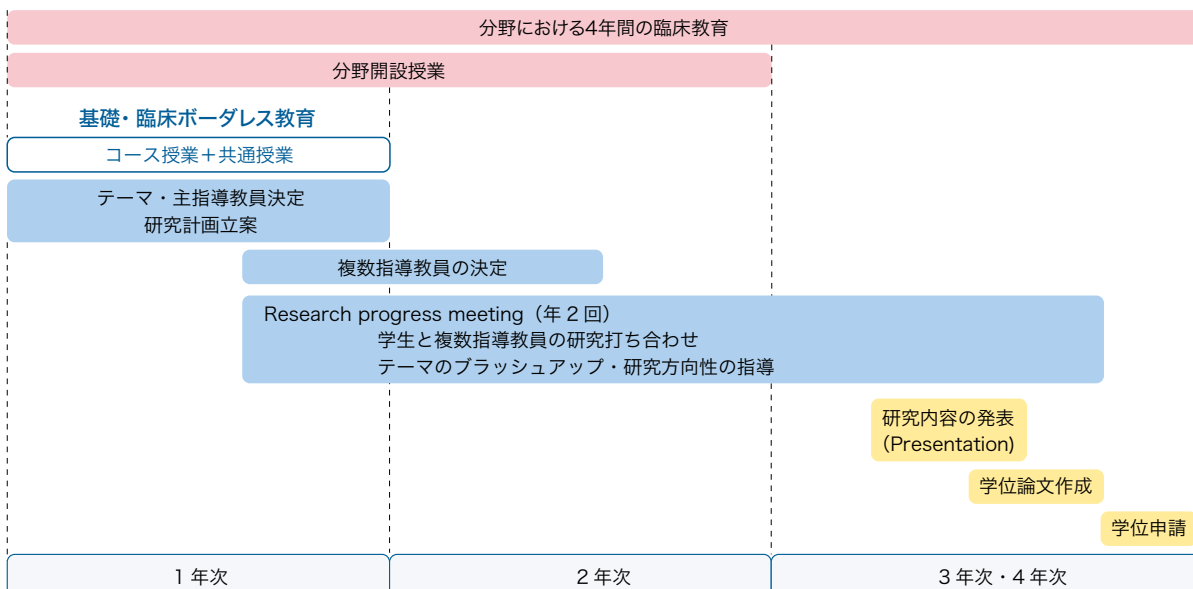 分野における4年間の臨床教育
分野開設授業
基礎・臨床ボーダレス教育
コース授業＋共通授業
テーマ・主指導教員決定
研究計画立案
複数指導教員の決定
Research progress meeting（年 2 回）
学生と複数指導教員の研究打ち合わせ
テーマのブラッシュアップ・研究方向性の指導
研究内容の発表
(Presentation)
学位論文作成
学位申請
1 年次
2 年次
3 年次・4 年次